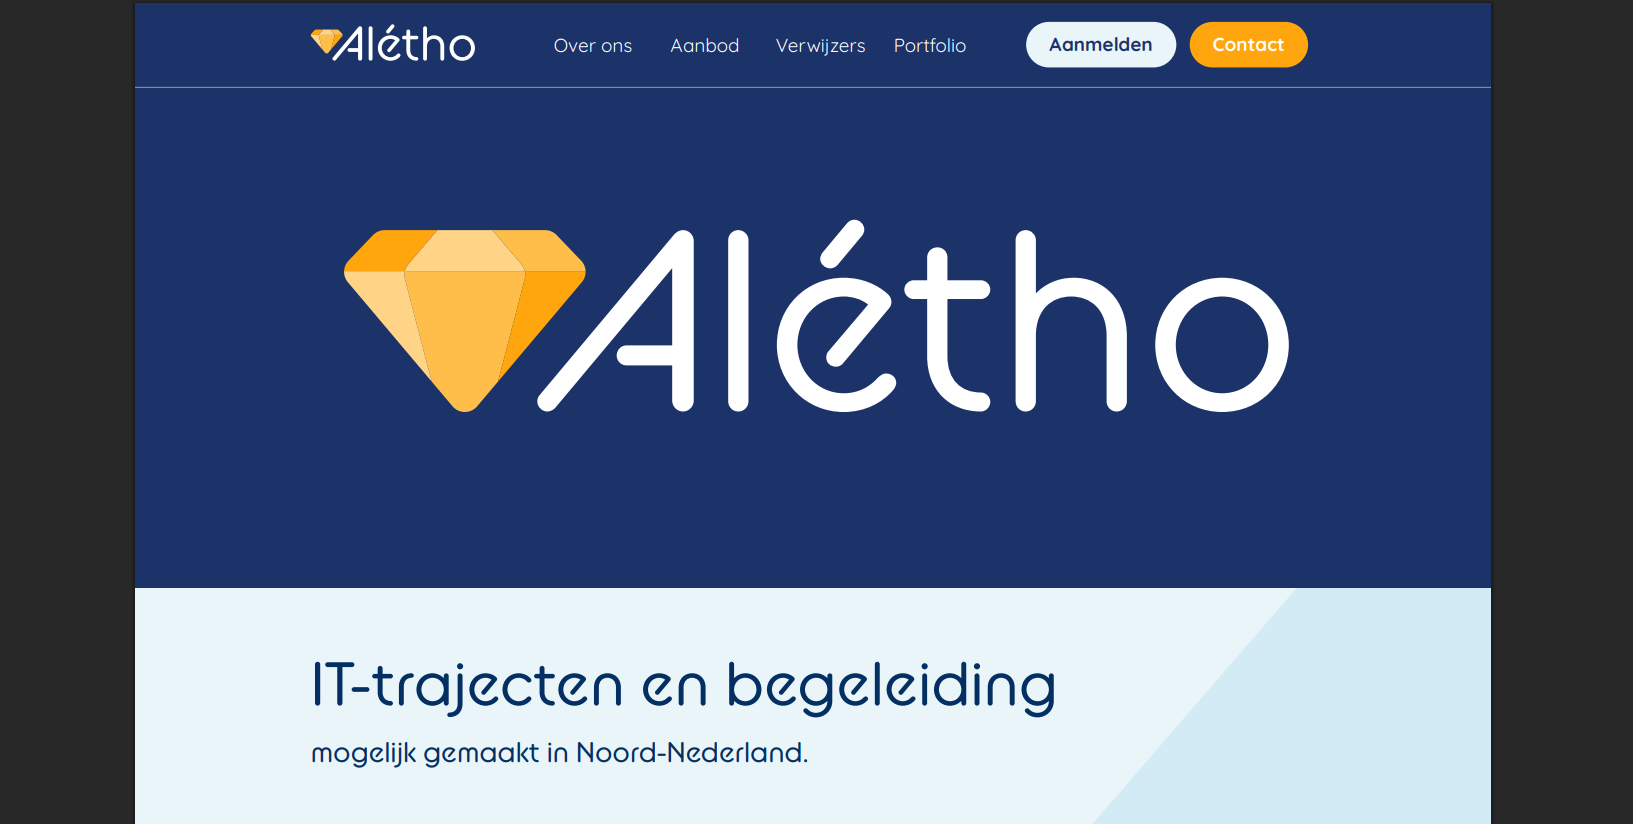 Alétho
Over ons
Aanbod
Verwijzers
Portfolio
Aanmelden
Contact
Alétho
IT-trajecten en begeleiding
mogelijk gemaakt in Noord-Nederland.